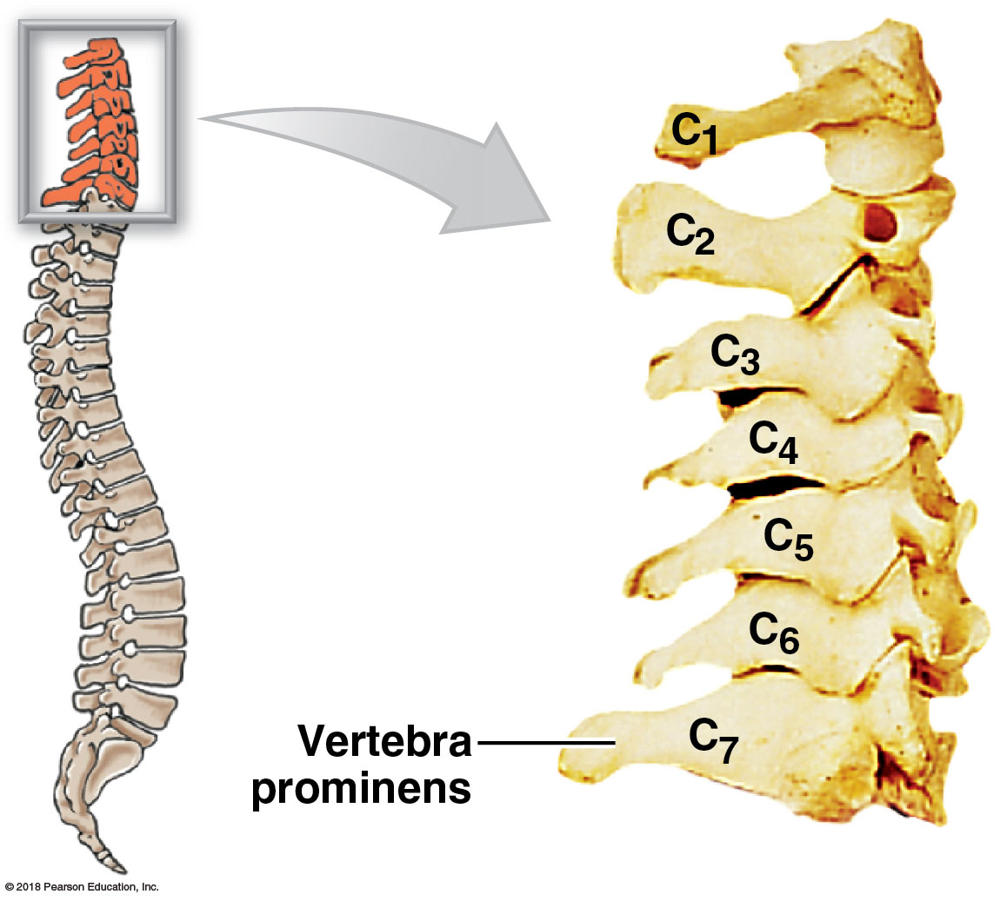 C1
C2
C3
C4
C5
C6
C7
Vertebra
prominens
© 2018 Pearson Education, Inc.